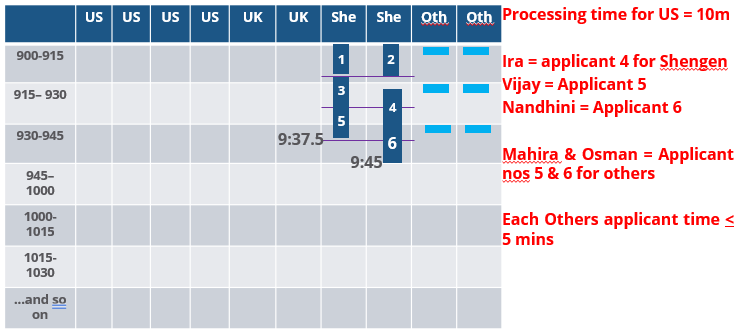 US US US US UK UK She She Oth Oth
900-915
1 2
915– 930
3
4
930-945
5
6
9:37.5
9:45
945–
1000
1000-
1015
1015-
1030
...and so
on
Processing time for US = 10m
Ira = applicant 4 for Shengen
Vijay = Applicant 5
Nandhini = Applicant 6
Mahira & Osman = Applicant
nos 5 & 6 for others
Each Others applicant time <
5 mins